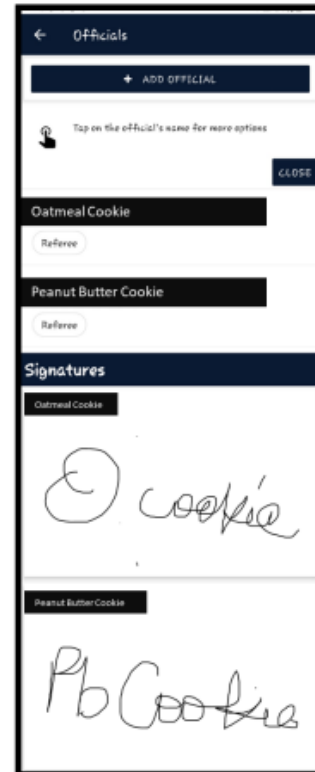 ← Officials
+ ADD OFFICIAL
Tap on the official's name for more options
CLOSE
Oatmeal Cookie
Referee
Peanut Butter Cookie
Referee
Signatures
Oatmeal Cookie
O cookie
Peanut Butter Cookie
Pb Cookie